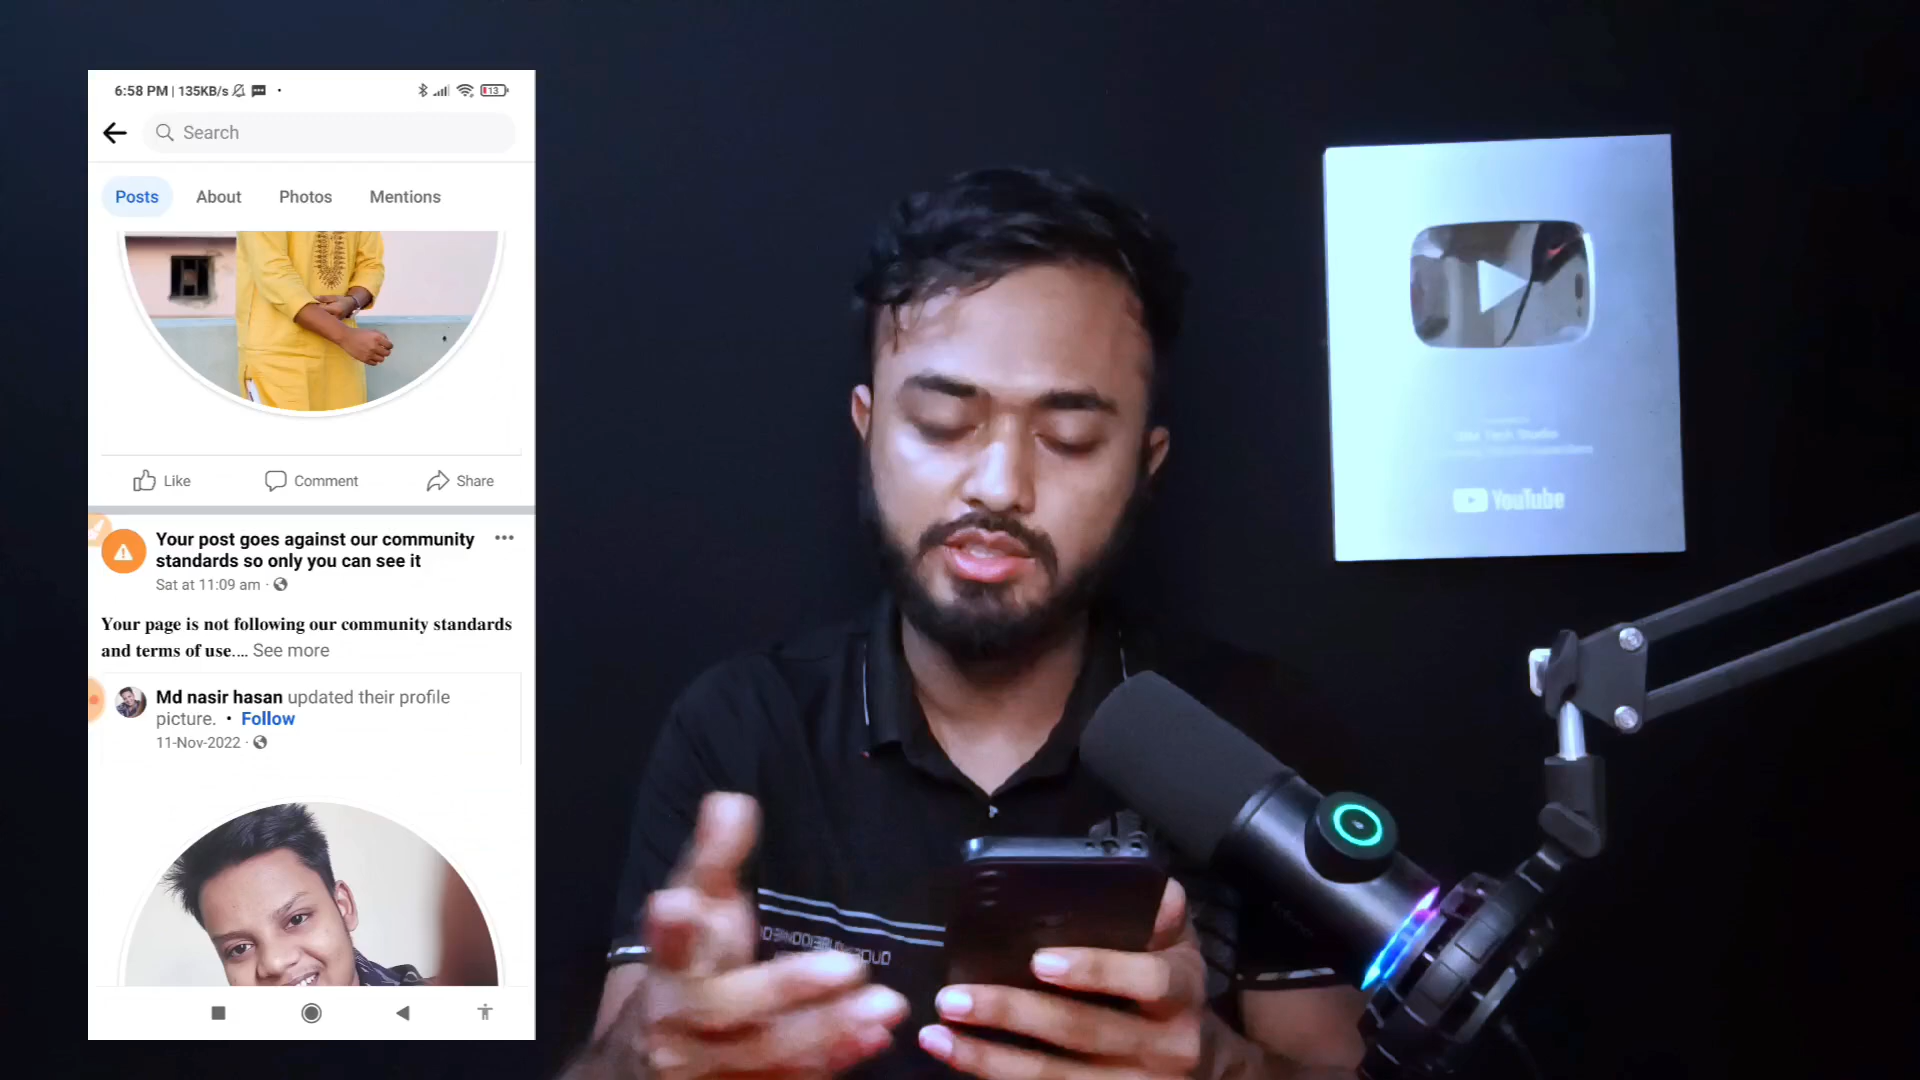 6:58 PM | 135KB/s
13
Search
Posts About Photos Mentions
Like Comment Share
Your post goes against our community
standards so only you can see it
Sat at 11:09 am
Your page is not following our community standards
and terms of use.... See more
Md nasir hasan updated their profile
picture. • Follow
11-Nov-2022
YouTube